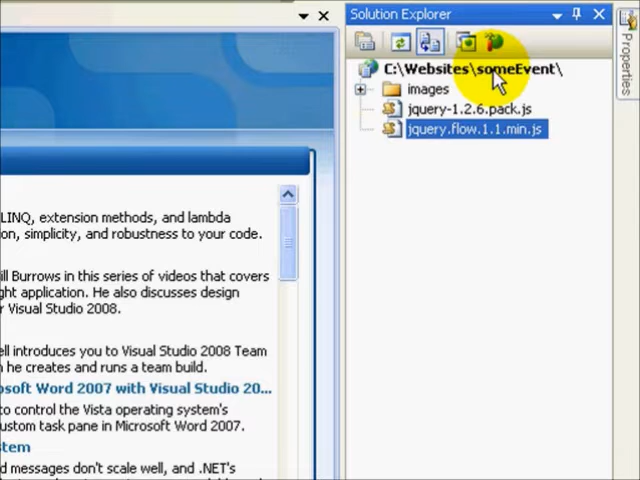 Solution Explorer
C:\Websites\someEvent\
images
jquery-1.2.6.pack.js
jquery.flow.1.1.min.js
Properties
LINQ, extension methods, and lambda
on, simplicity, and robustness to your code.
ill Burrows in this series of videos that covers
ght application. He also discusses design
r Visual Studio 2008.
ell introduces you to Visual Studio 2008 Team
h he creates and runs a team build.
osoft Word 2007 with Visual Studio 20...
to control the Vista operating system's
ustom task pane in Microsoft Word 2007.
stem
d messages don't scale well, and .NET's